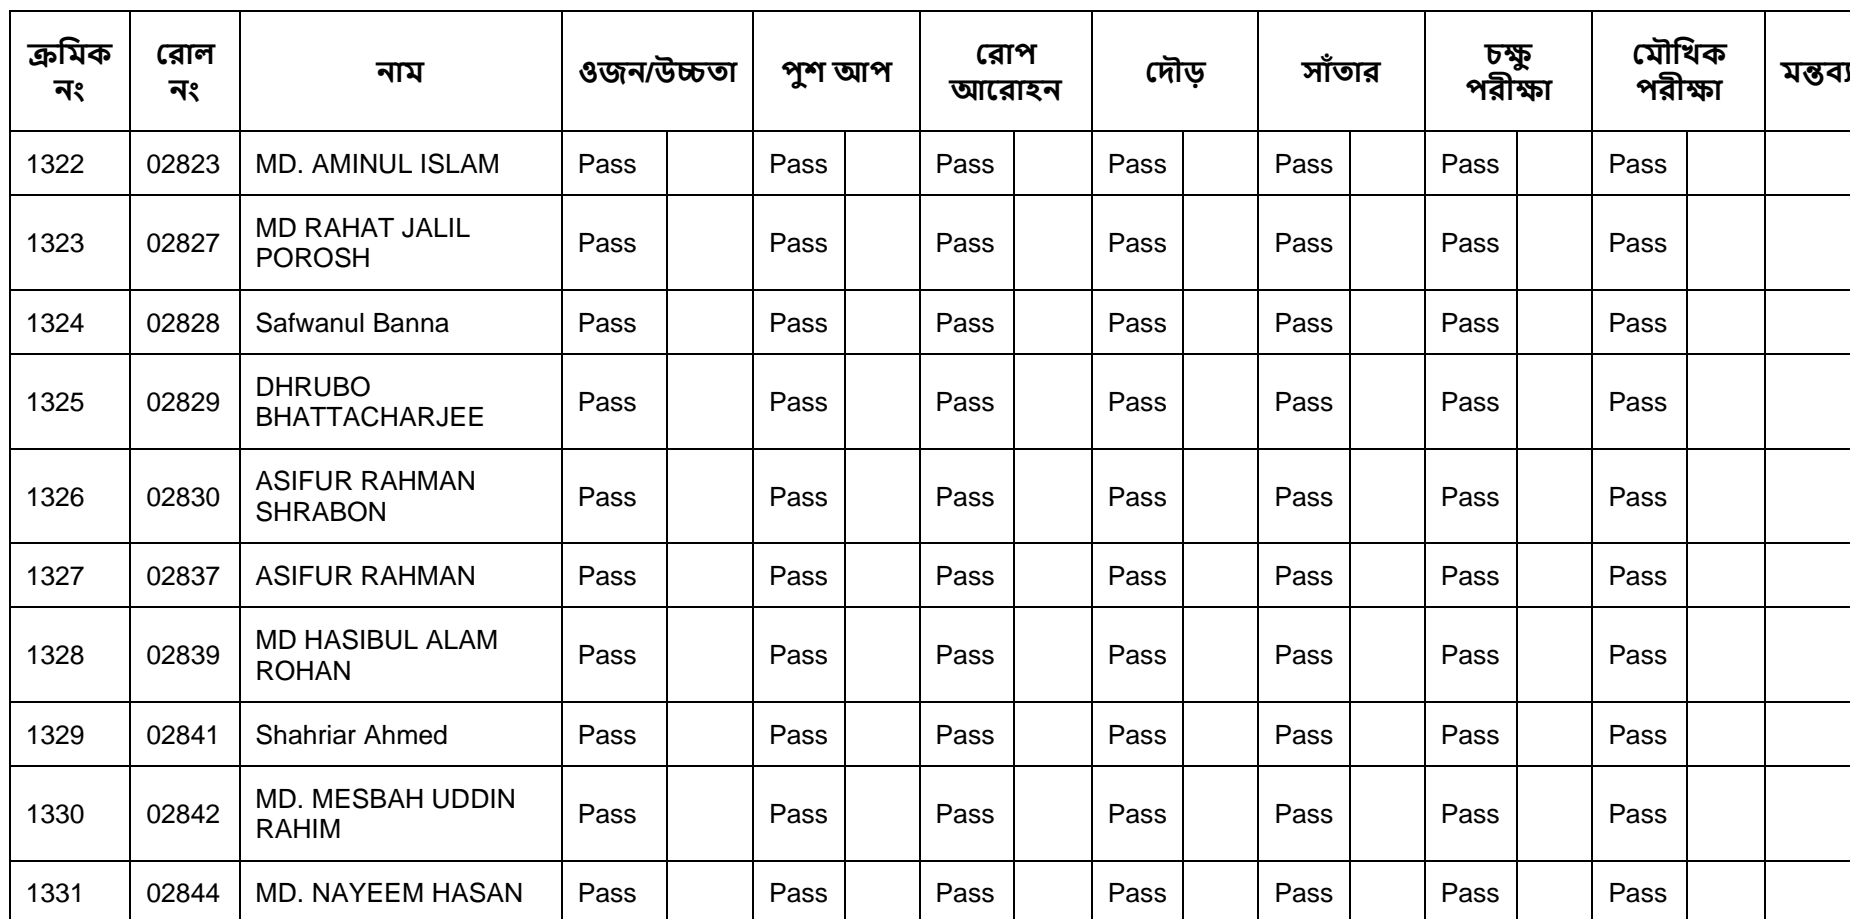 ক্রমিক নং রোল নং নাম ওজন/উচ্চতা পুশ আপ রোপ আরোহন দৌড় সাঁতার চক্ষু পরীক্ষা মৌখিক পরীক্ষা মন্তব্য
1322 02823 MD. AMINUL ISLAM Pass Pass Pass Pass Pass Pass Pass
1323 02827 MD RAHAT JALIL POROSH Pass Pass Pass Pass Pass Pass Pass
1324 02828 Safwanul Banna Pass Pass Pass Pass Pass Pass Pass
1325 02829 DHRUBO BHATTACHARJEE Pass Pass Pass Pass Pass Pass Pass
1326 02830 ASIFUR RAHMAN SHRABON Pass Pass Pass Pass Pass Pass Pass
1327 02837 ASIFUR RAHMAN Pass Pass Pass Pass Pass Pass Pass
1328 02839 MD HASIBUL ALAM ROHAN Pass Pass Pass Pass Pass Pass Pass
1329 02841 Shahriar Ahmed Pass Pass Pass Pass Pass Pass Pass
1330 02842 MD. MESBAH UDDIN RAHIM Pass Pass Pass Pass Pass Pass Pass
1331 02844 MD. NAYEEM HASAN Pass Pass Pass Pass Pass Pass Pass